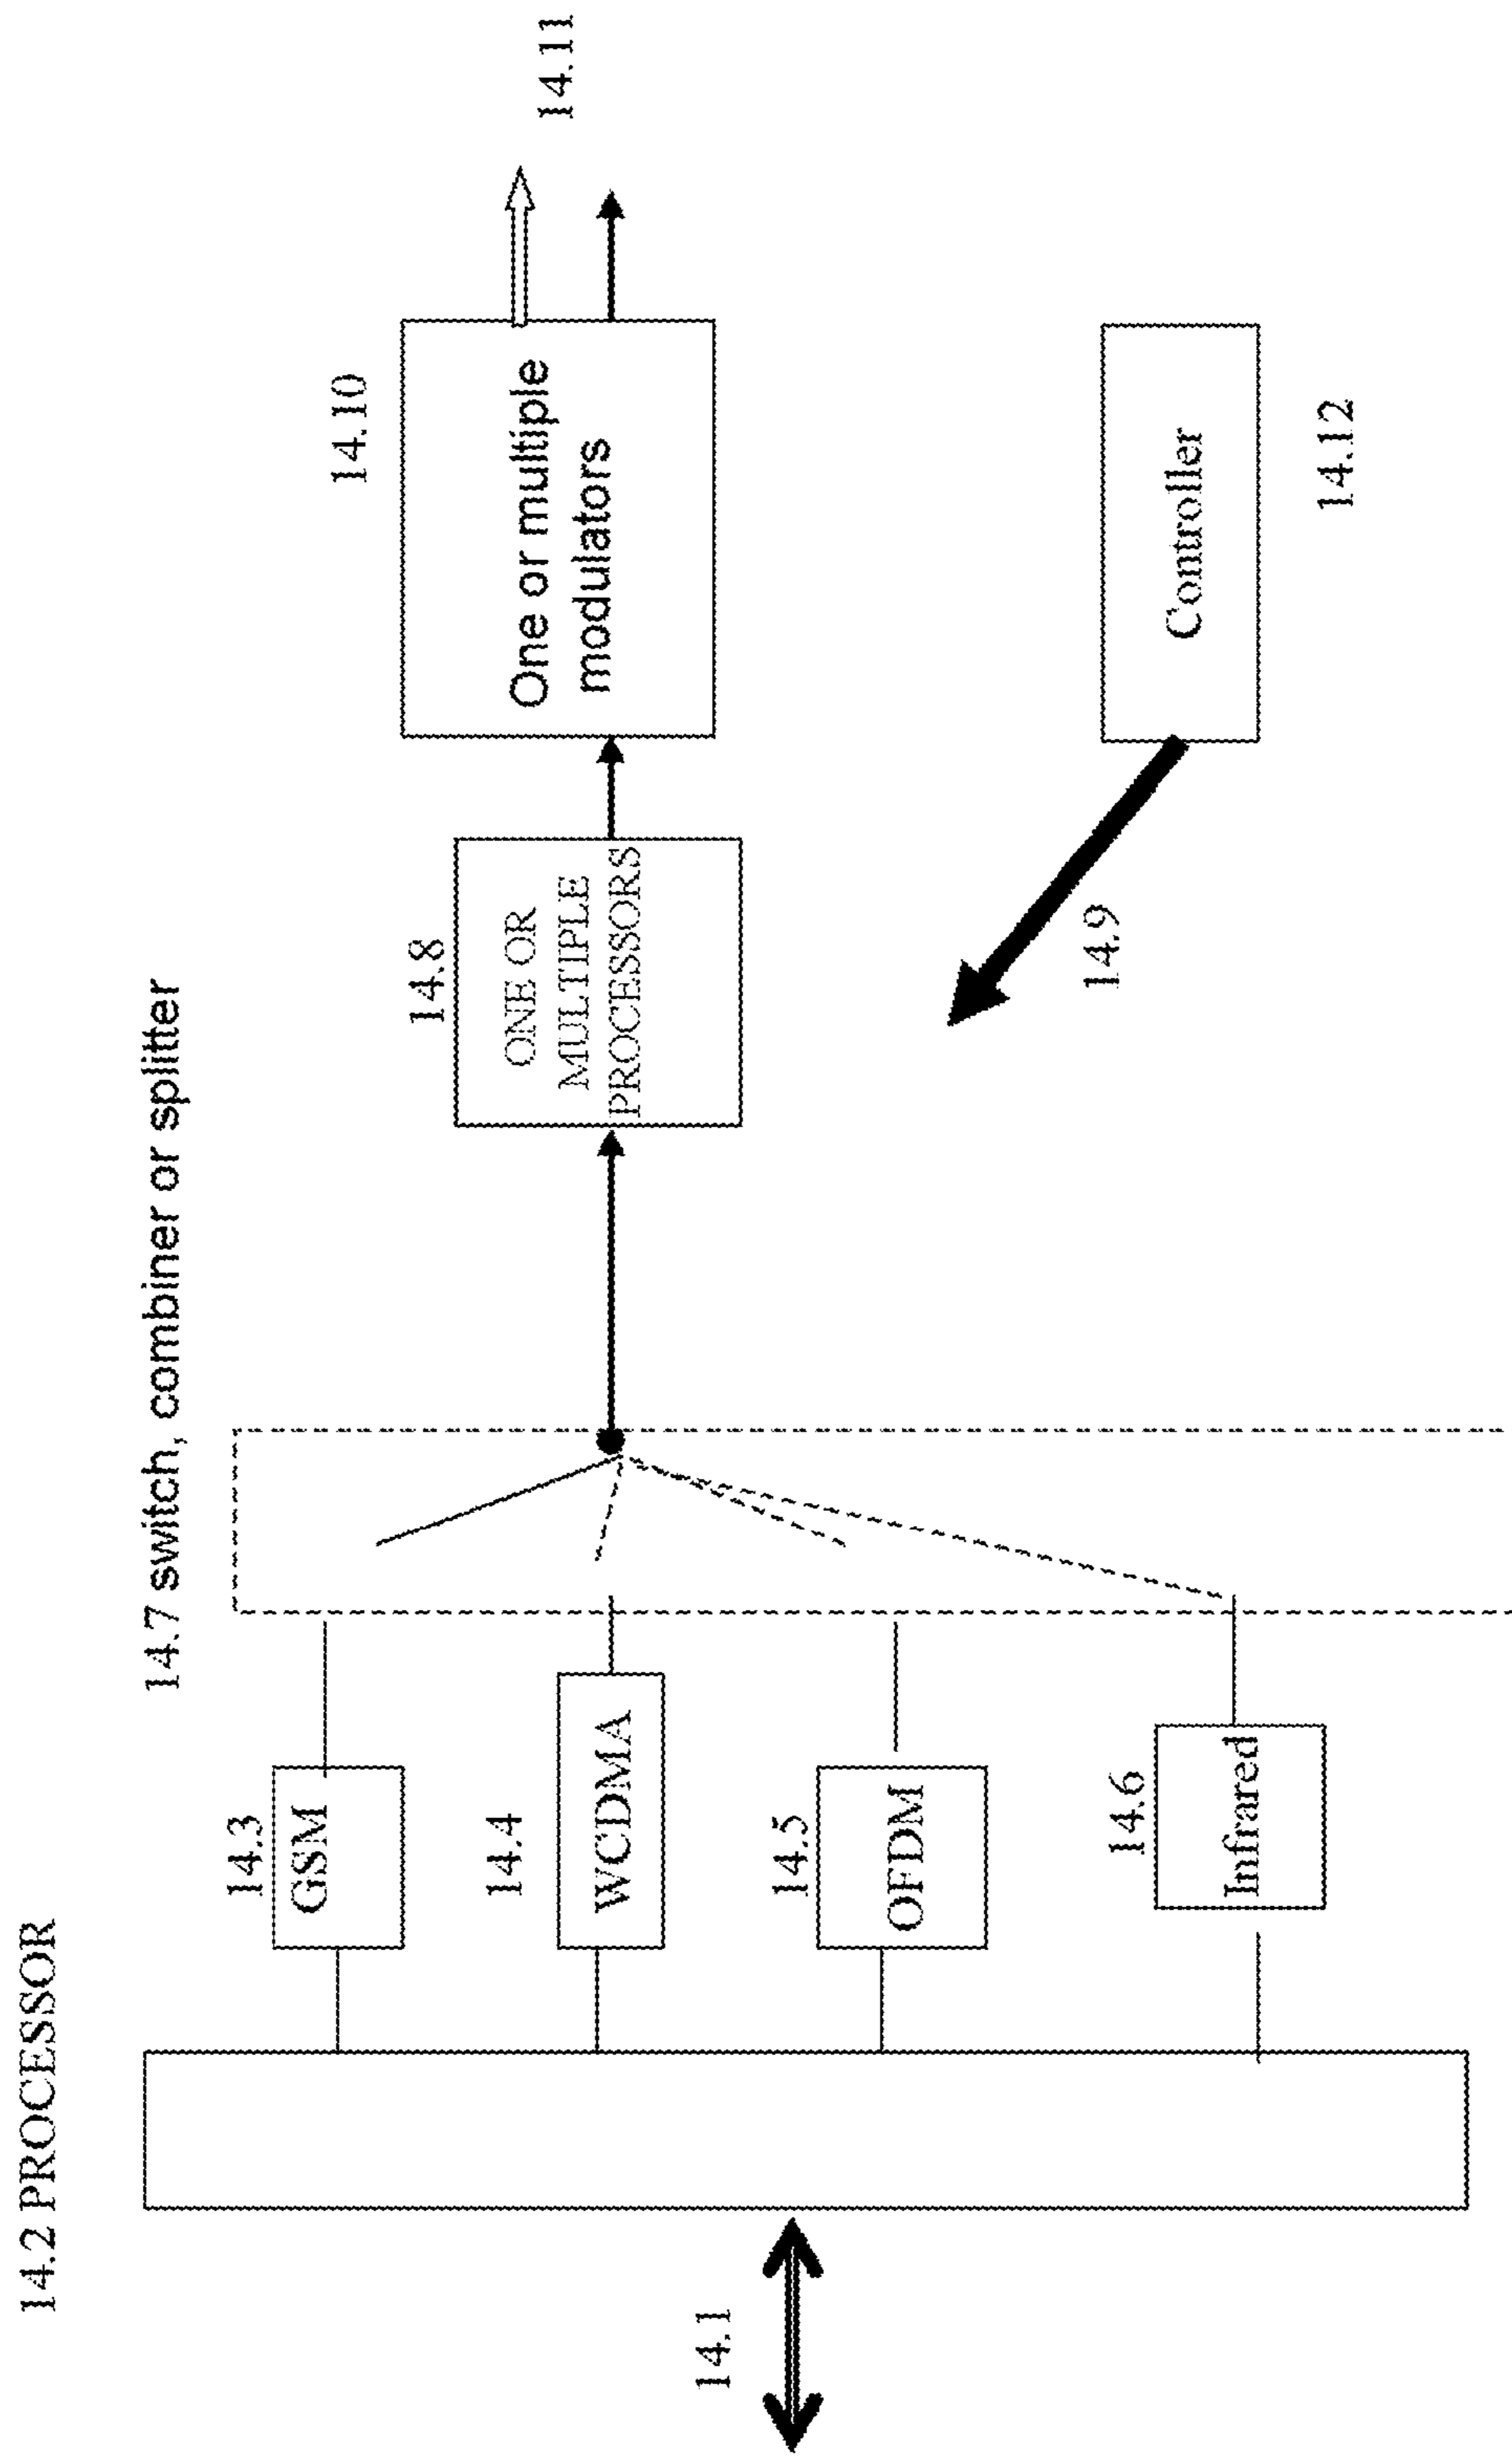 14.2 PROCESSOR
14.7 switch, combiner or splitter
14.1
14.3
GSM
14.4
WCDMA
14.5
OFDM
14.6
Infrared
14.8
ONE OR
MULTIPLE
PROCESSORS
14.9
14.10
One or multiple
modulators
14.11
Controller
14.12